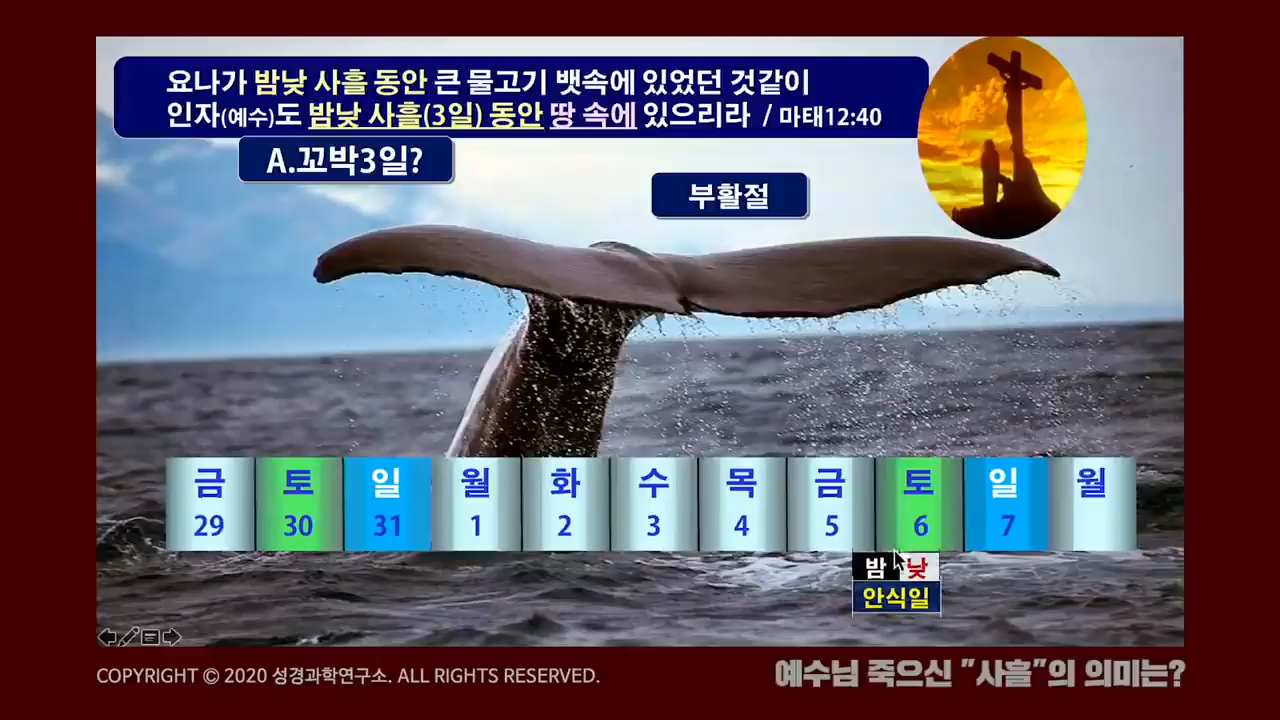 요나가 밤낮 사흘 동안 큰 물고기 뱃속에 있었던 것같이
인자(예수)도 밤낮 사흘(3일) 동안 땅 속에 있으리라 / 마태12:40
A.꼬박3일?
부활절
금 토 일 월 화 수 목 금 토 일 월
29 30 31 1 2 3 4 5 6 7
밤 낮
안식일
COPYRIGHT © 2020 성경과학연구소. ALL RIGHTS RESERVED.
예수님 죽으신 "사흘"의 의미는?